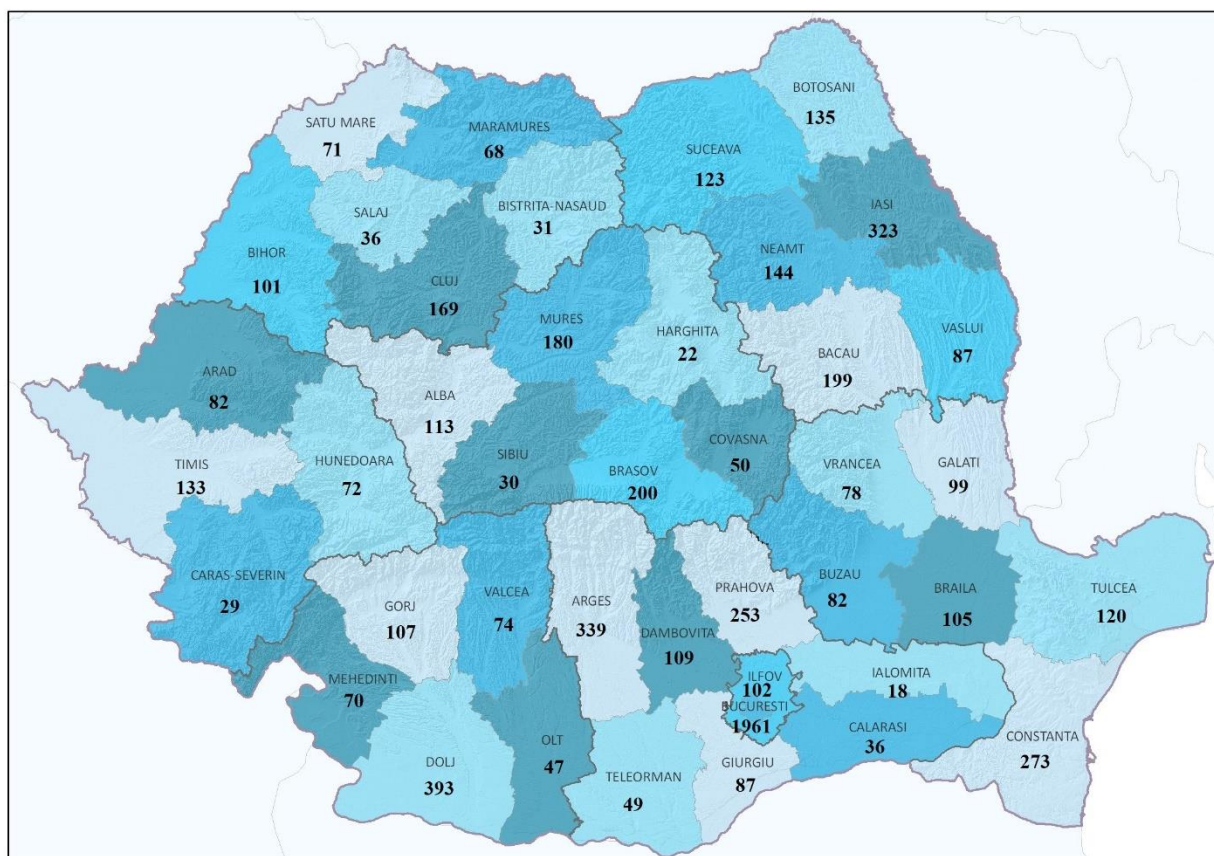 BOTOSANI
135
SATU MARE
71
MARAMURES
68
SUCEAVA
123
IASI
323
SALAJ
36
BISTRITA-NASAUD
31
NEAMT
144
BIHOR
101
CLUJ
169
MURES
180
HARGHITA
22
BACAU
199
VASLUI
87
ARAD
82
ALBA
113
TIMIS
133
HUNEDOARA
72
SIBIU
30
BRASOV
200
COVASNA
50
VRANCEA
78
GALATI
99
CARAS-SEVERIN
29
GORJ
107
VALCEA
74
ARGES
339
DAMBOVITA
109
PRAHOVA
253
BUZAU
82
BRAILA
105
TULCEA
120
MEHEDINTI
70
ILFOV
102
BUCURESTI
1961
IALOMITA
18
CALARASI
36
CONSTANTA
273
DOLJ
393
OLT
47
TELEORMAN
49
GIURGIU
87